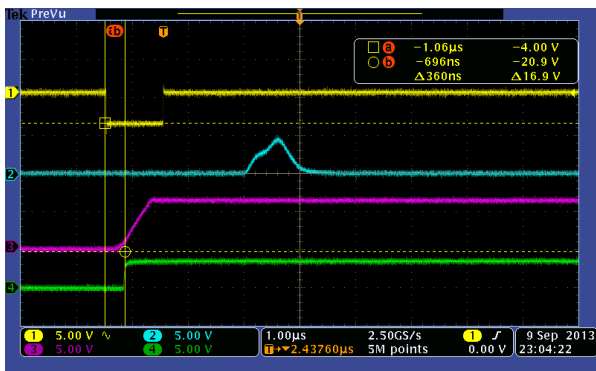 Tek PreVu
T
b T
a −1.06µs −4.00 V
b −696ns −20.9 V
Δ360ns Δ16.9 V
1
2
3
4
1 5.00 V ∿ 2 5.00 V 1.00µs 2.50GS/s 1 ∫ 9 Sep 2013
3 5.00 V 4 5.00 V T→▼2.43760µs 5M points 0.00 V 23:04:22